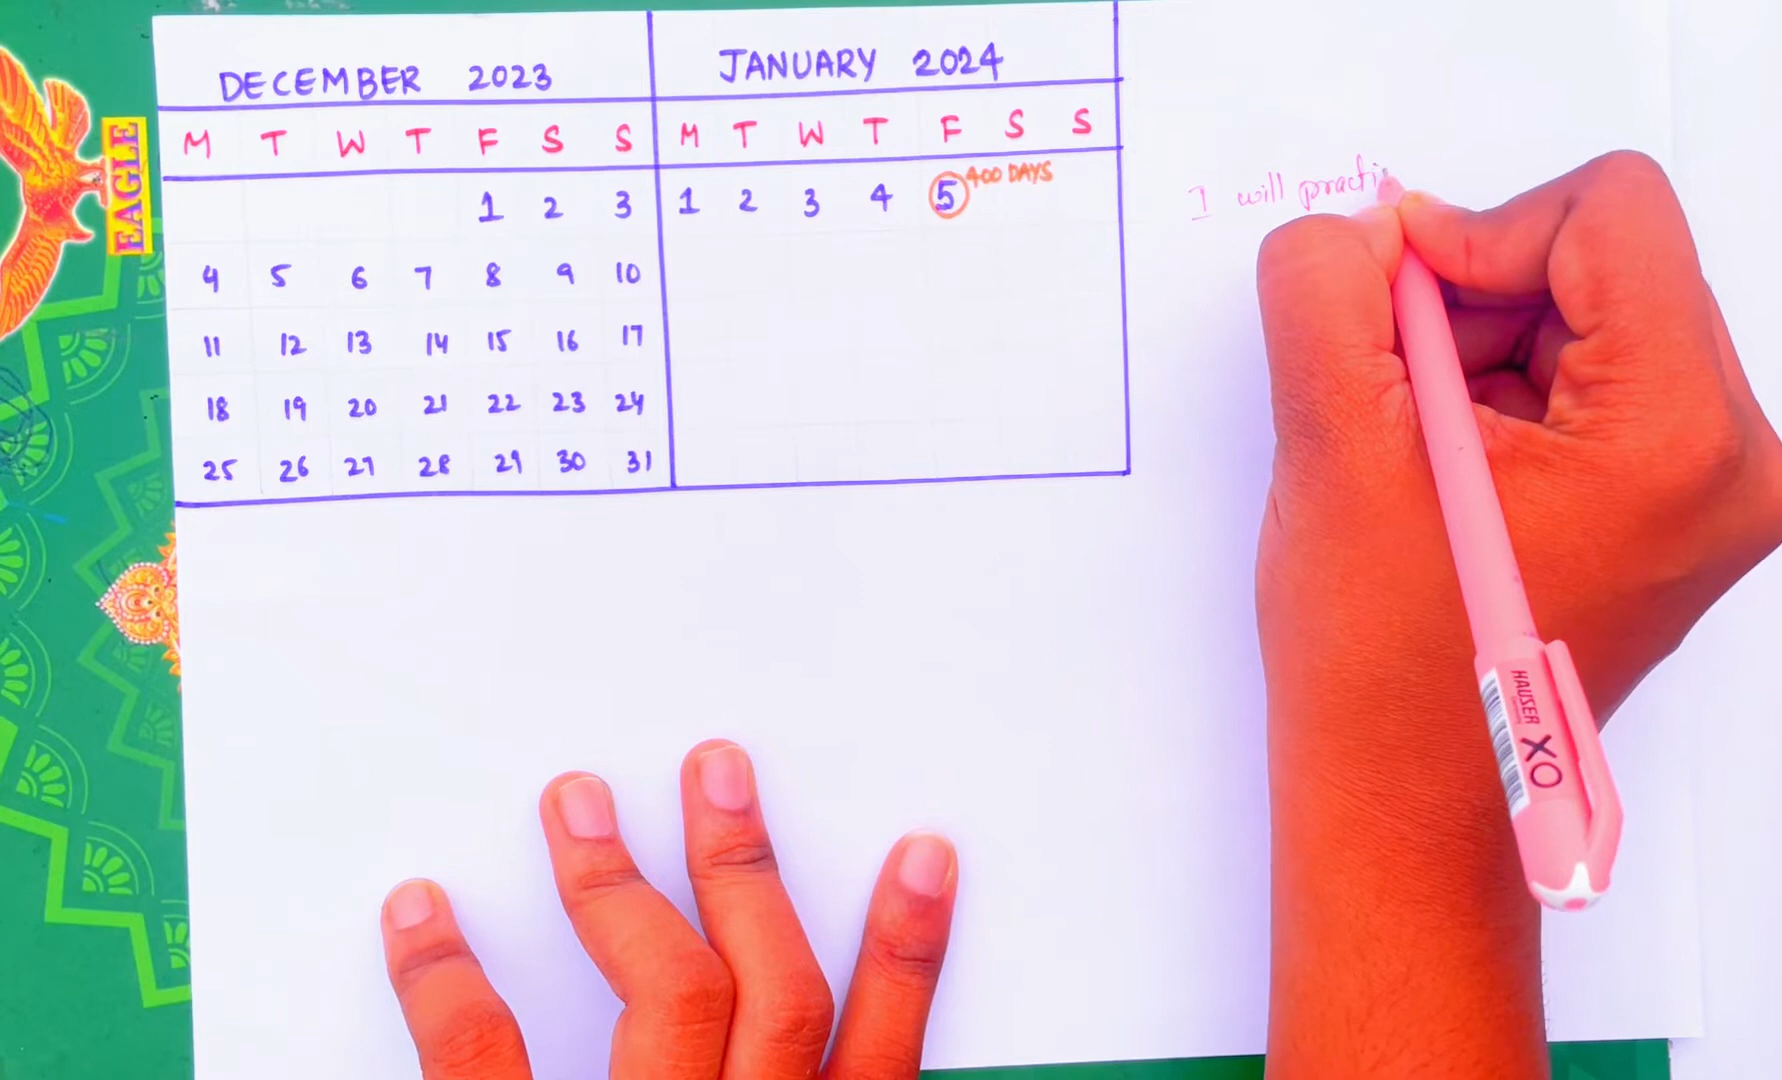 DECEMBER 2023
JANUARY 2024
M T W T F S S
M T W T F S S
1 2 3
1 2 3 4 5 400 DAYS
4 5 6 7 8 9 10
11 12 13 14 15 16 17
18 19 20 21 22 23 24
25 26 27 28 29 30 31
I will practi
EAGLE
HAUSER
XO